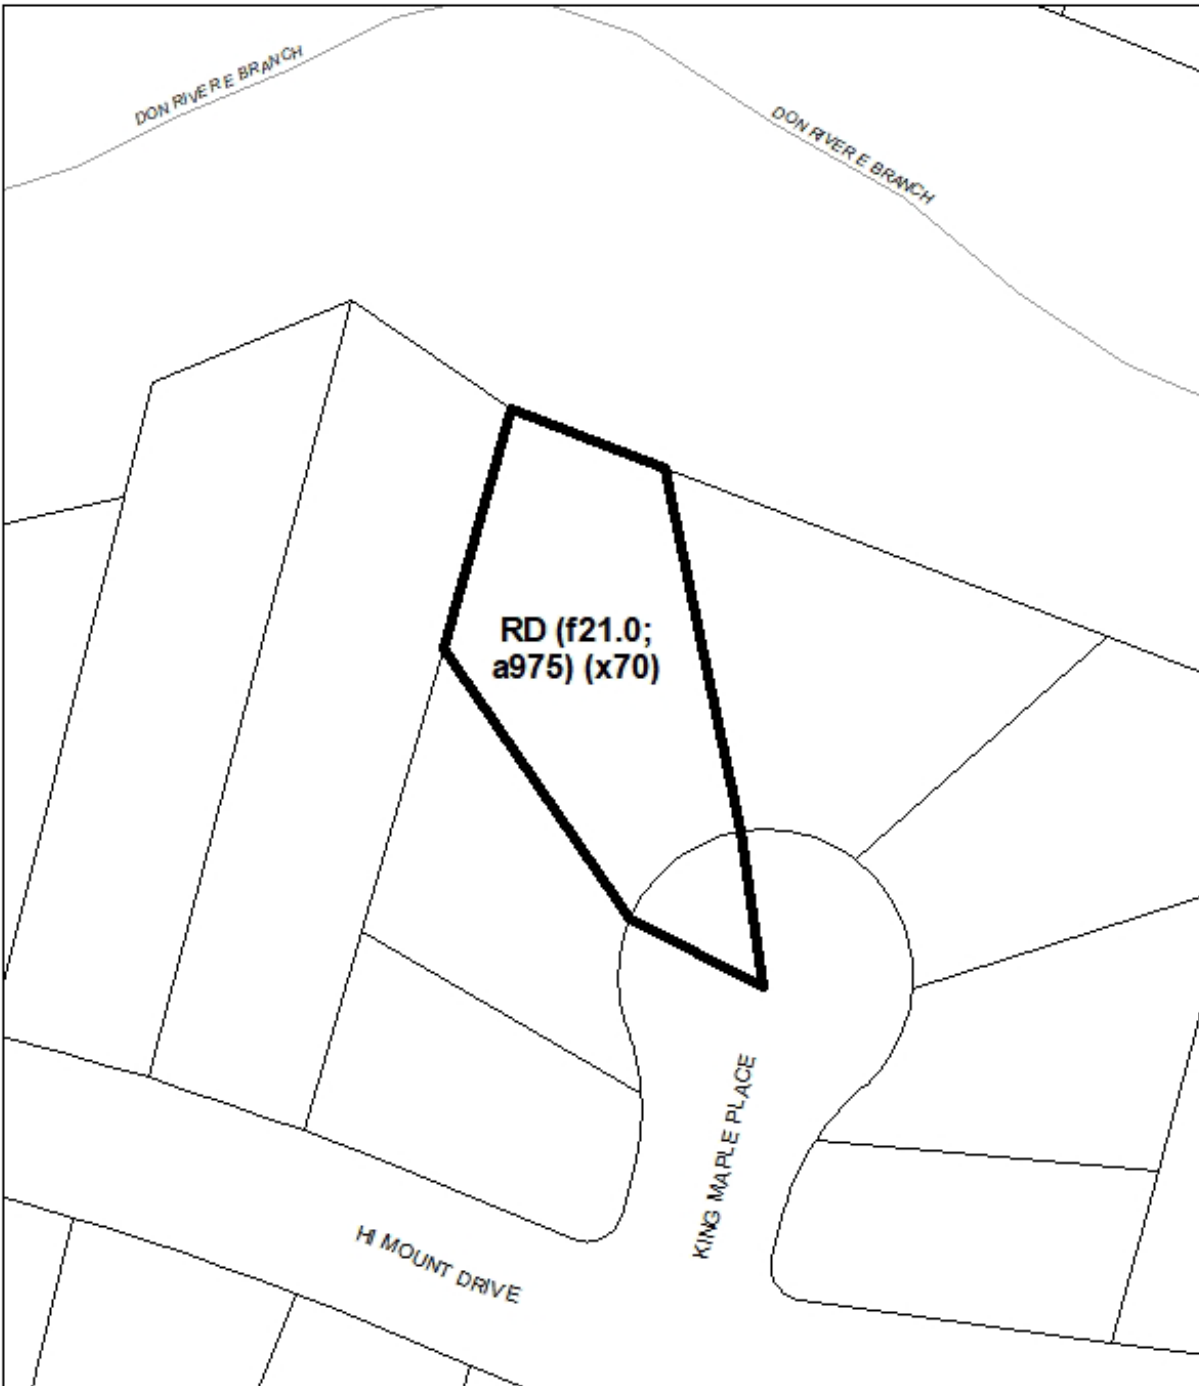 DON RIVER E BRANCH
DON RIVER E BRANCH
RD (f21.0;
a975) (x70)
KING MAPLE PLACE
HI MOUNT DRIVE